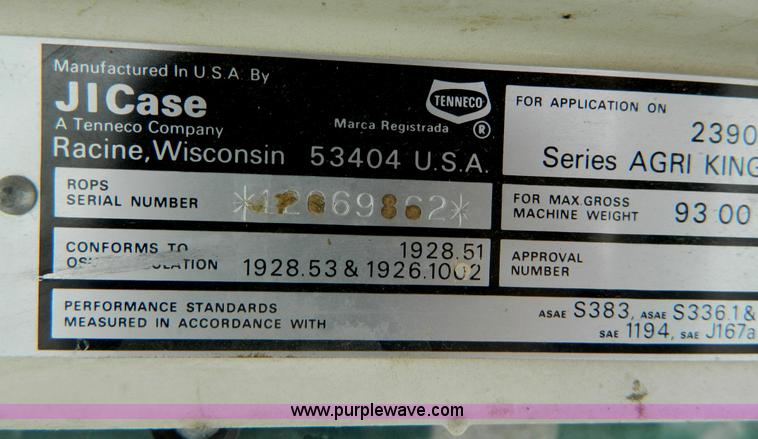 Manufactured In U.S.A. By
JICase
A Tenneco Company
Racine, Wisconsin 53404 U.S.A.
TENNECO
Marca Registrada ®
FOR APPLICATION ON
2390
Series AGRI KING
ROPS
SERIAL NUMBER
FOR MAX.GROSS
MACHINE WEIGHT 93 00
CONFORMS TO 1928.51
1928.53 & 1926.1002
APPROVAL
NUMBER
PERFORMANCE STANDARDS
MEASURED IN ACCORDANCE WITH
ASAE S383, ASAE S336.1 &
SAE 1194, SAE J167a
www.purplewave.com